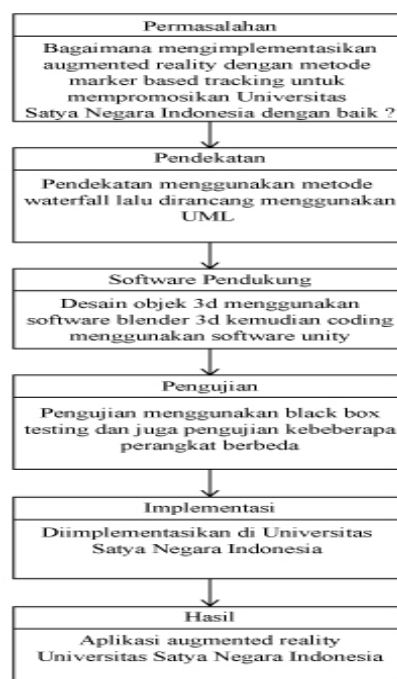 Permasalahan
Bagaimana mengimplementasikan
augmented reality dengan metode
marker based tracking untuk
mempromosikan Universitas
Satya Negara Indonesia dengan baik ?
Pendekatan
Pendekatan menggunakan metode
waterfall lalu dirancang menggunakan
UML
Software Pendukung
Desain objek 3d menggunakan
software blender 3d kemudian coding
menggunakan software unity
Pengujian
Pengujian menggunakan black box
testing dan juga pengujian kebeberapa
perangkat berbeda
Implementasi
Diimplementasikan di Universitas
Satya Negara Indonesia
Hasil
Aplikasi augmented reality
Universitas Satya Negara Indonesia